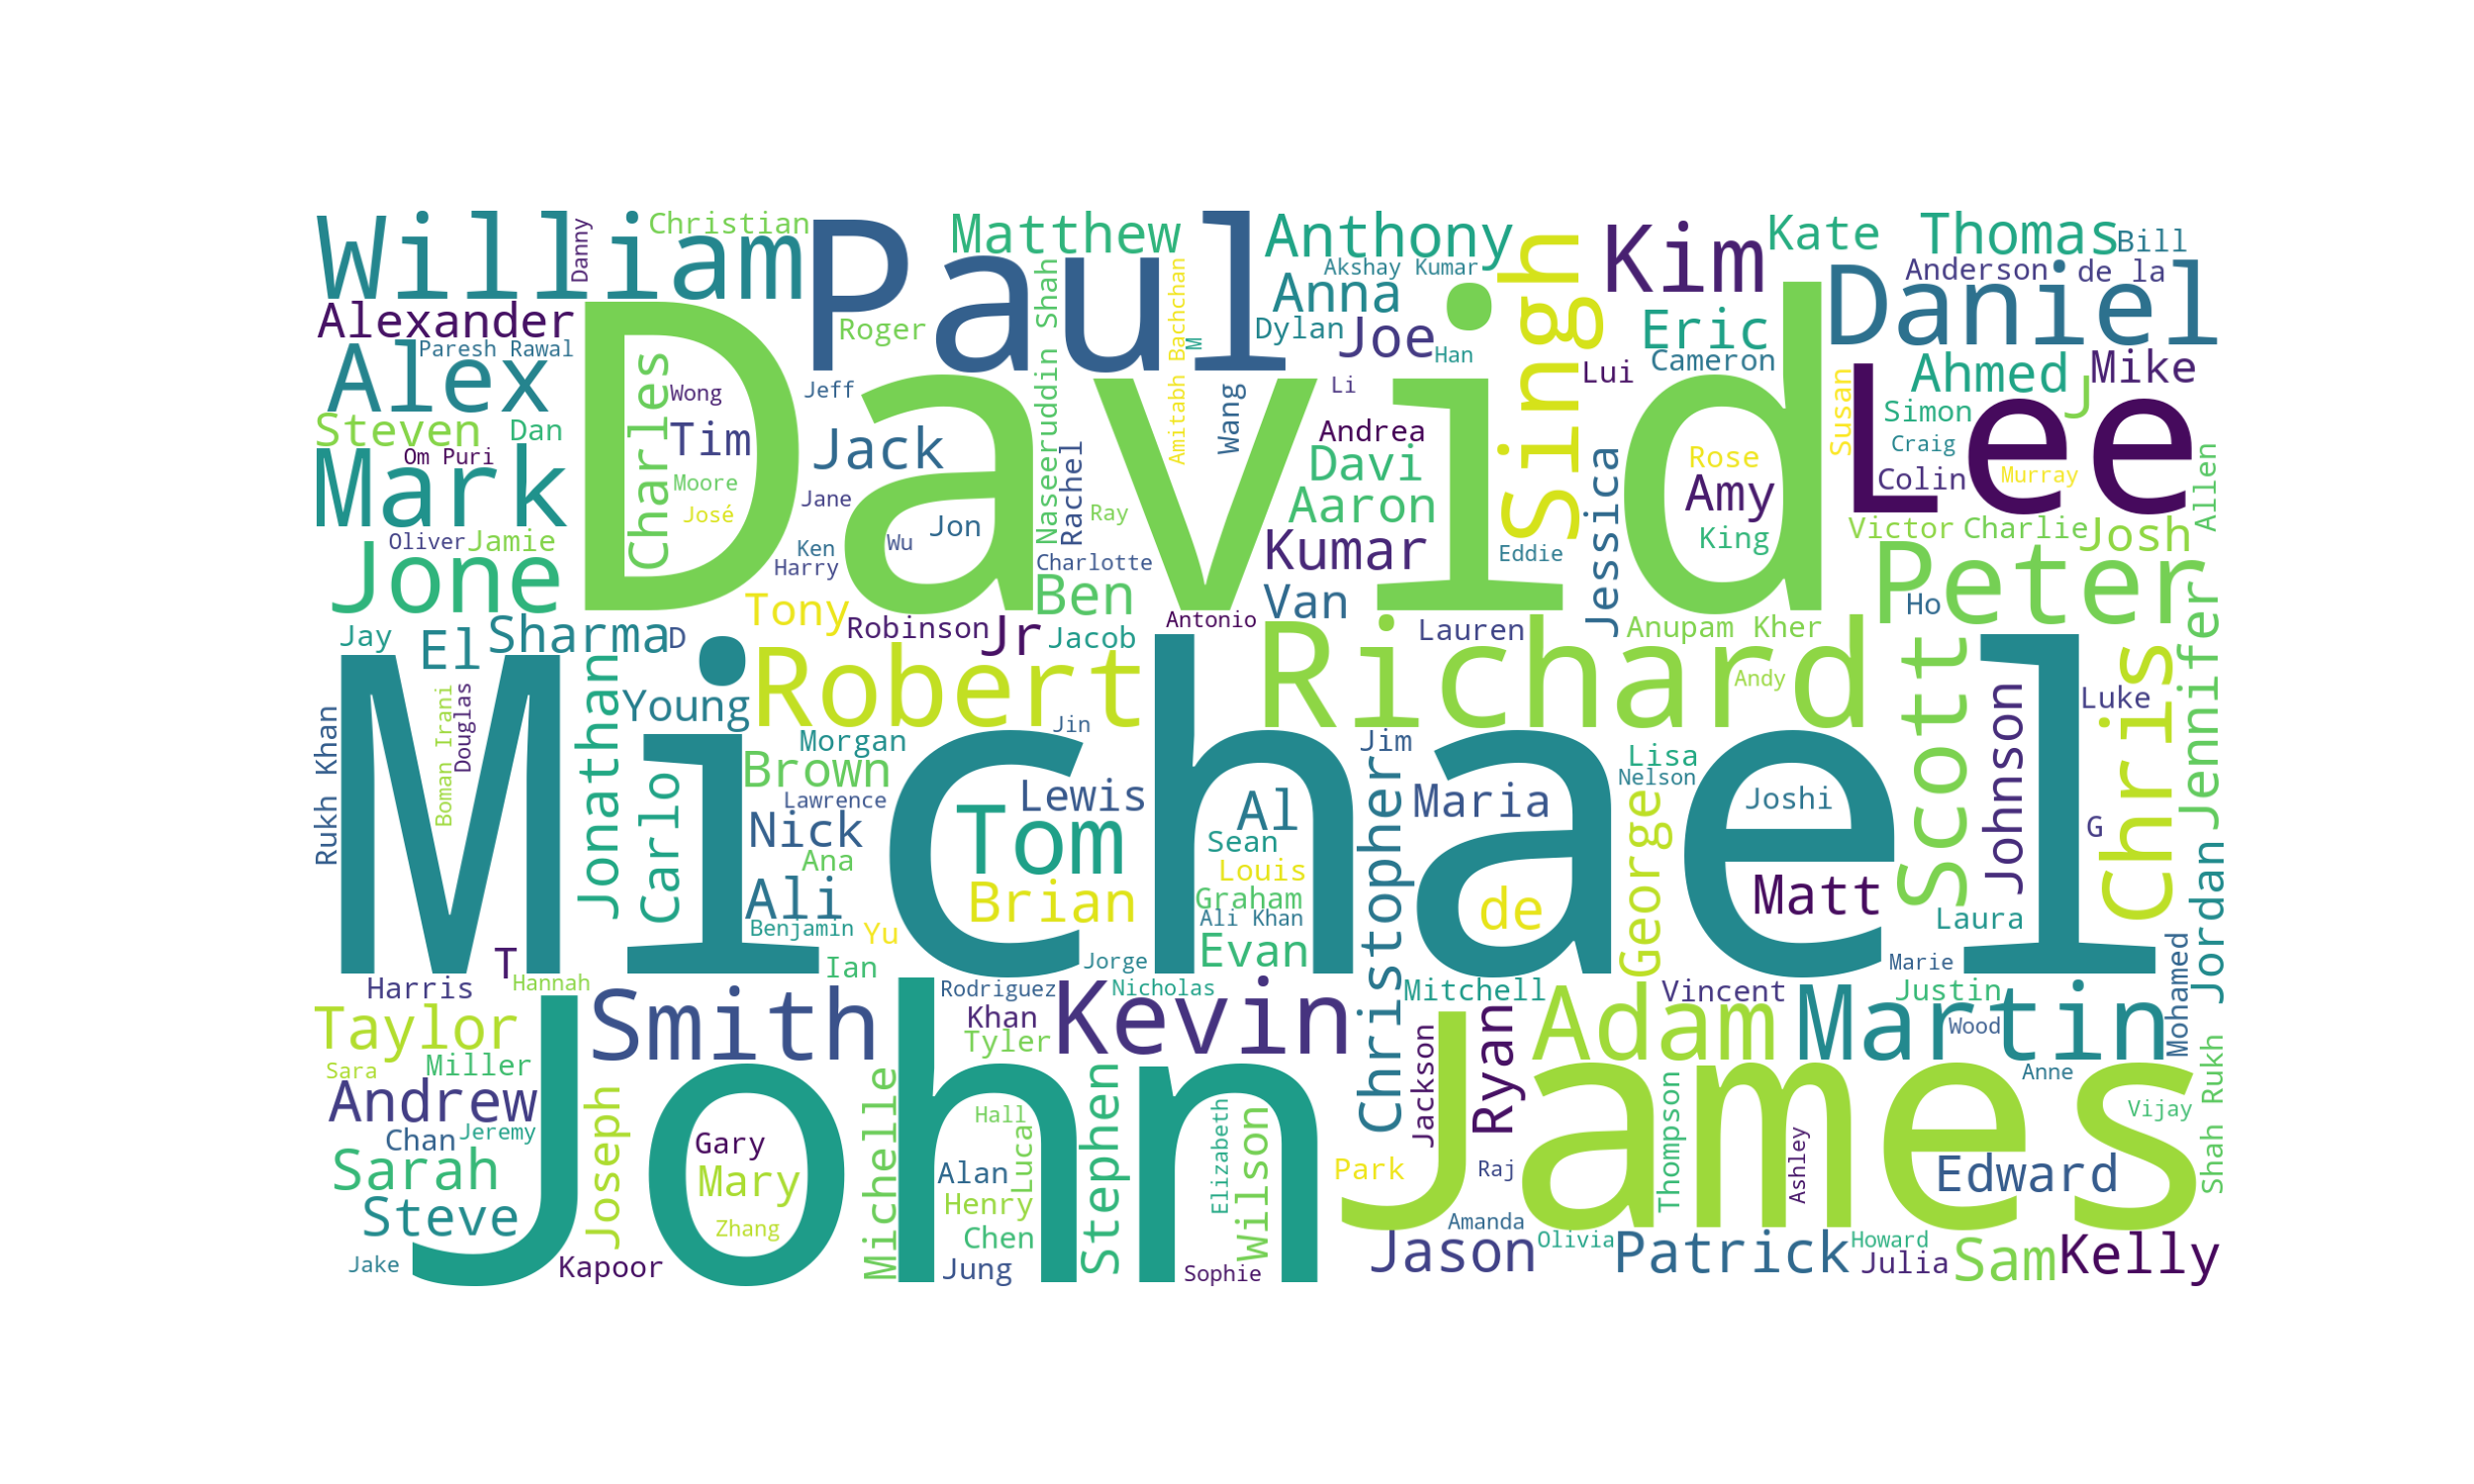 William
Danny
Christian
Paul
Matthew
Anthony
Singh
Kim
Kate
Thomas
Bill
Alexander
Roger
Naseeruddin Shah
Amitabh Bachchan
M
Akshay Kumar
Anna
Dylan
Joe
Han
Eric
Cameron
Anderson
de la
Daniel
Paresh Rawal
Alex
David
Charles
Wong
Jeff
Wang
Li
Lui
Susan
Ahmed
J
Mike
Steven
Dan
Tim
Jack
Andrea
Davi
Rose
Simon
Lee
Mark
Om Puri
Moore
Jane
Rachel
Aaron
Jessica
Amy
Craig
Colin
Murray
Allen
José
Wu
Jon
Ray
Oliver
Jamie
Ken
Harry
Charlotte
Kumar
Eddie
King
Victor
Charlie
Josh
Jone
Tony
Ben
Van
Peter
Ho
Jay
El
Sharma
D
Robinson
Jr
Jacob
Antonio
Lauren
Anupam Kher
Jennifer
Rukh Khan
Boman Irani
Douglas
Jonathan
Young
Robert
Richard
Andy
Scott
Johnson
Chris
Luke
Michael
Carlo
Morgan
Jin
Jim
Lisa
Nelson
Brown
Lawrence
Lewis
Al
Maria
Joshi
G
Nick
Tom
Sean
Christopher
George
Ana
Louis
Ali
Brian
Graham
Ali Khan
de
Matt
Laura
Jordan
Benjamin
Yu
Evan
T
Ian
Jorge
Marie
Mohamed
Harris
Hannah
Smith
Rodriguez
Nicholas
Kevin
Mitchell
Vincent
Justin
Taylor
Khan
Tyler
Ryan
Adam
Martin
Wood
Sara
Miller
John
James
Jackson
Anne
Andrew
Joseph
Michelle
Hall
Stephen
Elizabeth
Wilson
Thompson
Ashley
Vijay
Shah Rukh
Chan
Jeremy
Gary
Mary
Alan
Luca
Park
Raj
Edward
Sarah
Henry
Steve
Zhang
Chen
Amanda
Jason
Olivia
Patrick
Howard
Julia
Sam
Kelly
Jake
Kapoor
Jung
Sophie